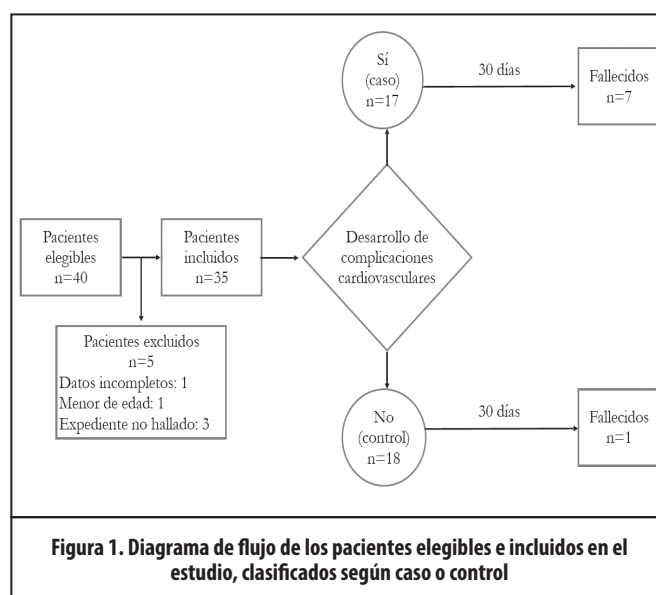 Pacientes
elegibles
n=40
Pacientes
incluidos
n=35
Pacientes excluidos
n=5
Datos incompletos: 1
Menor de edad: 1
Expediente no hallado: 3
Desarrollo de
complicaciones
cardiovasculares
Sí
(caso)
n=17
30 días
Fallecidos
n=7
No
(control)
n=18
30 días
Fallecidos
n=1
Figura 1. Diagrama de flujo de los pacientes elegibles e incluidos en el
estudio, clasificados según caso o control